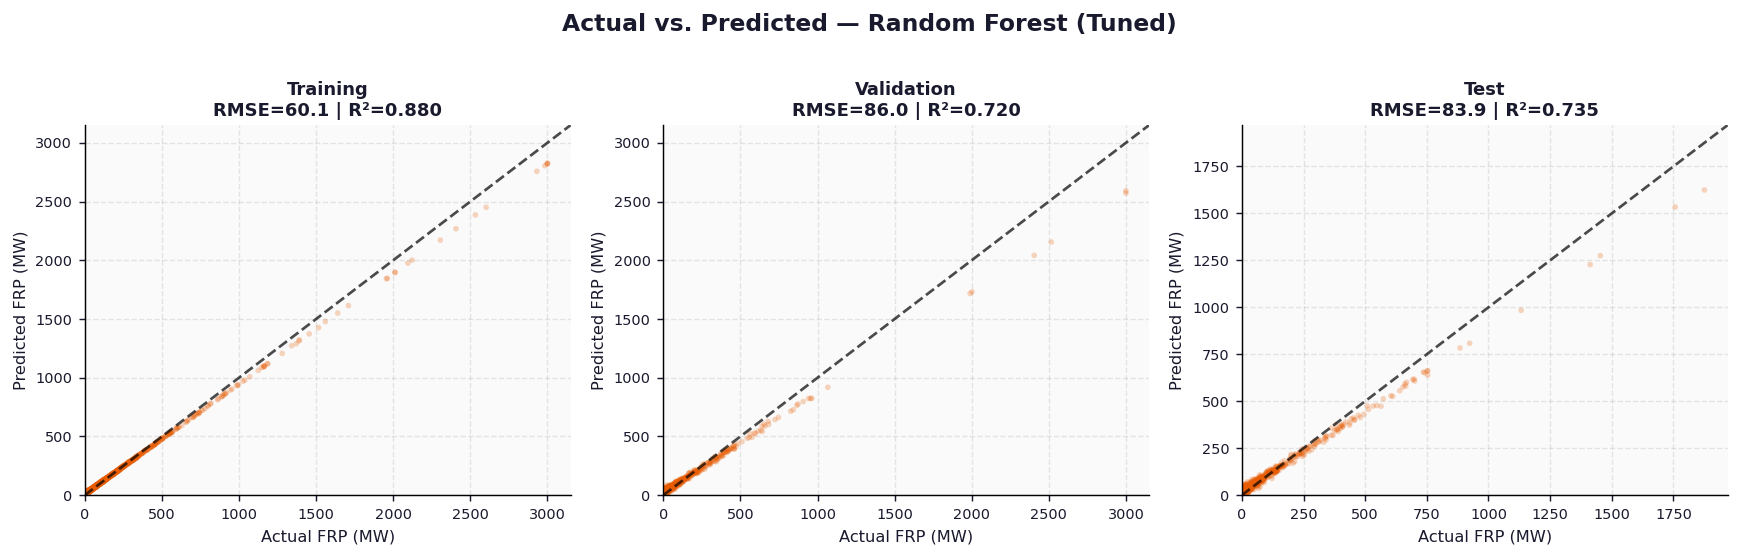 Actual vs. Predicted — Random Forest (Tuned)
Training
RMSE=60.1 | R²=0.880
3000
2500
2000
1500
1000
500
0
Predicted FRP (MW)
0 500 1000 1500 2000 2500 3000
Actual FRP (MW)
Validation
RMSE=86.0 | R²=0.720
3000
2500
2000
1500
1000
500
0
Predicted FRP (MW)
0 500 1000 1500 2000 2500 3000
Actual FRP (MW)
Test
RMSE=83.9 | R²=0.735
1750
1500
1250
1000
750
500
250
0
Predicted FRP (MW)
0 250 500 750 1000 1250 1500 1750
Actual FRP (MW)